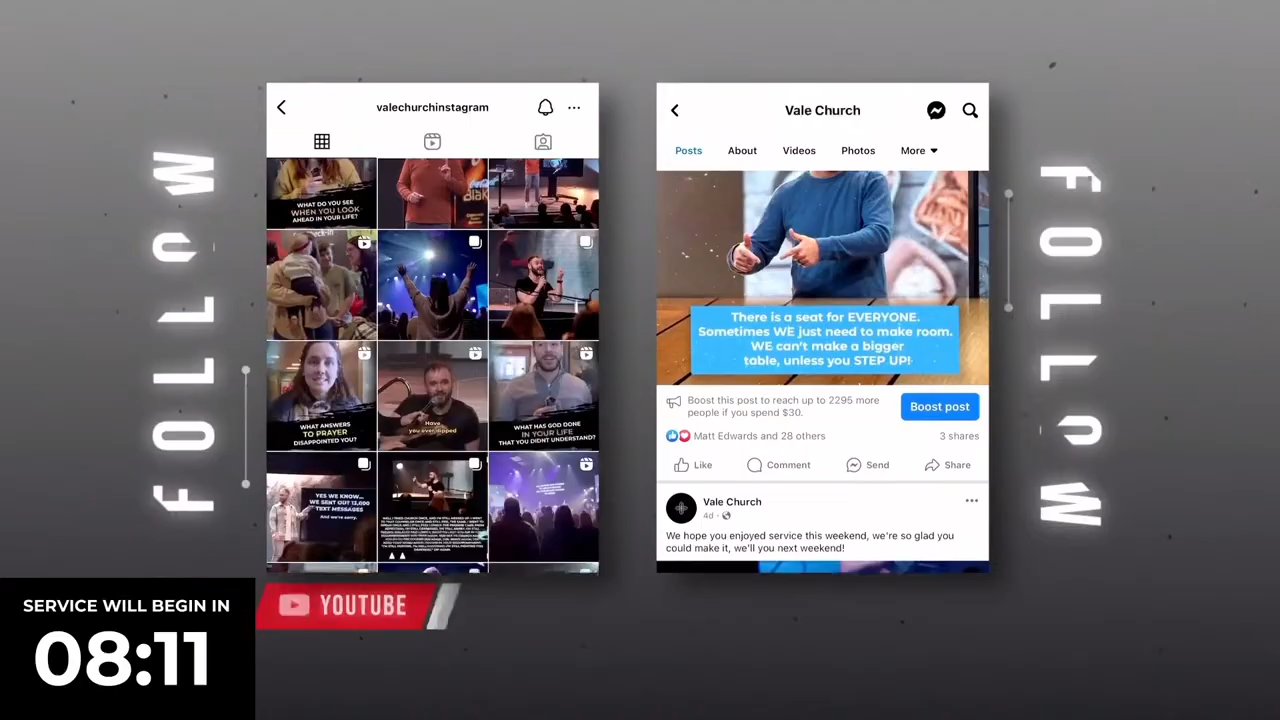 FOLLOW
valechurchinstagram
WHAT DO YOU SEE
WHEN YOU LOOK
AHEAD IN YOUR LIFE?
WHAT ANSWERS
TO PRAYER
DISAPPOINTED YOU?
Have
you ever dipped
WHAT HAS GOD DONE
IN YOUR LIFE
THAT YOU DIDNT UNDERSTAND?
YES WE KNOW...
WE SENT OUT 13,000
TEXT MESSAGES
And we're sorry.
Vale Church
Posts
About
Videos
Photos
More
There is a seat for EVERYONE.
Sometimes WE just need to make room.
WE can't make a bigger
table, unless you STEP UP!
Boost this post to reach up to 2295 more
people if you spend $30.
Boost post
Matt Edwards and 28 others
3 shares
Like
Comment
Send
Share
Vale Church
4d
We hope you enjoyed service this weekend, we're so glad you
could make it, we'll you next weekend!
FOLLOW
YOUTUBE
SERVICE WILL BEGIN IN
08:11